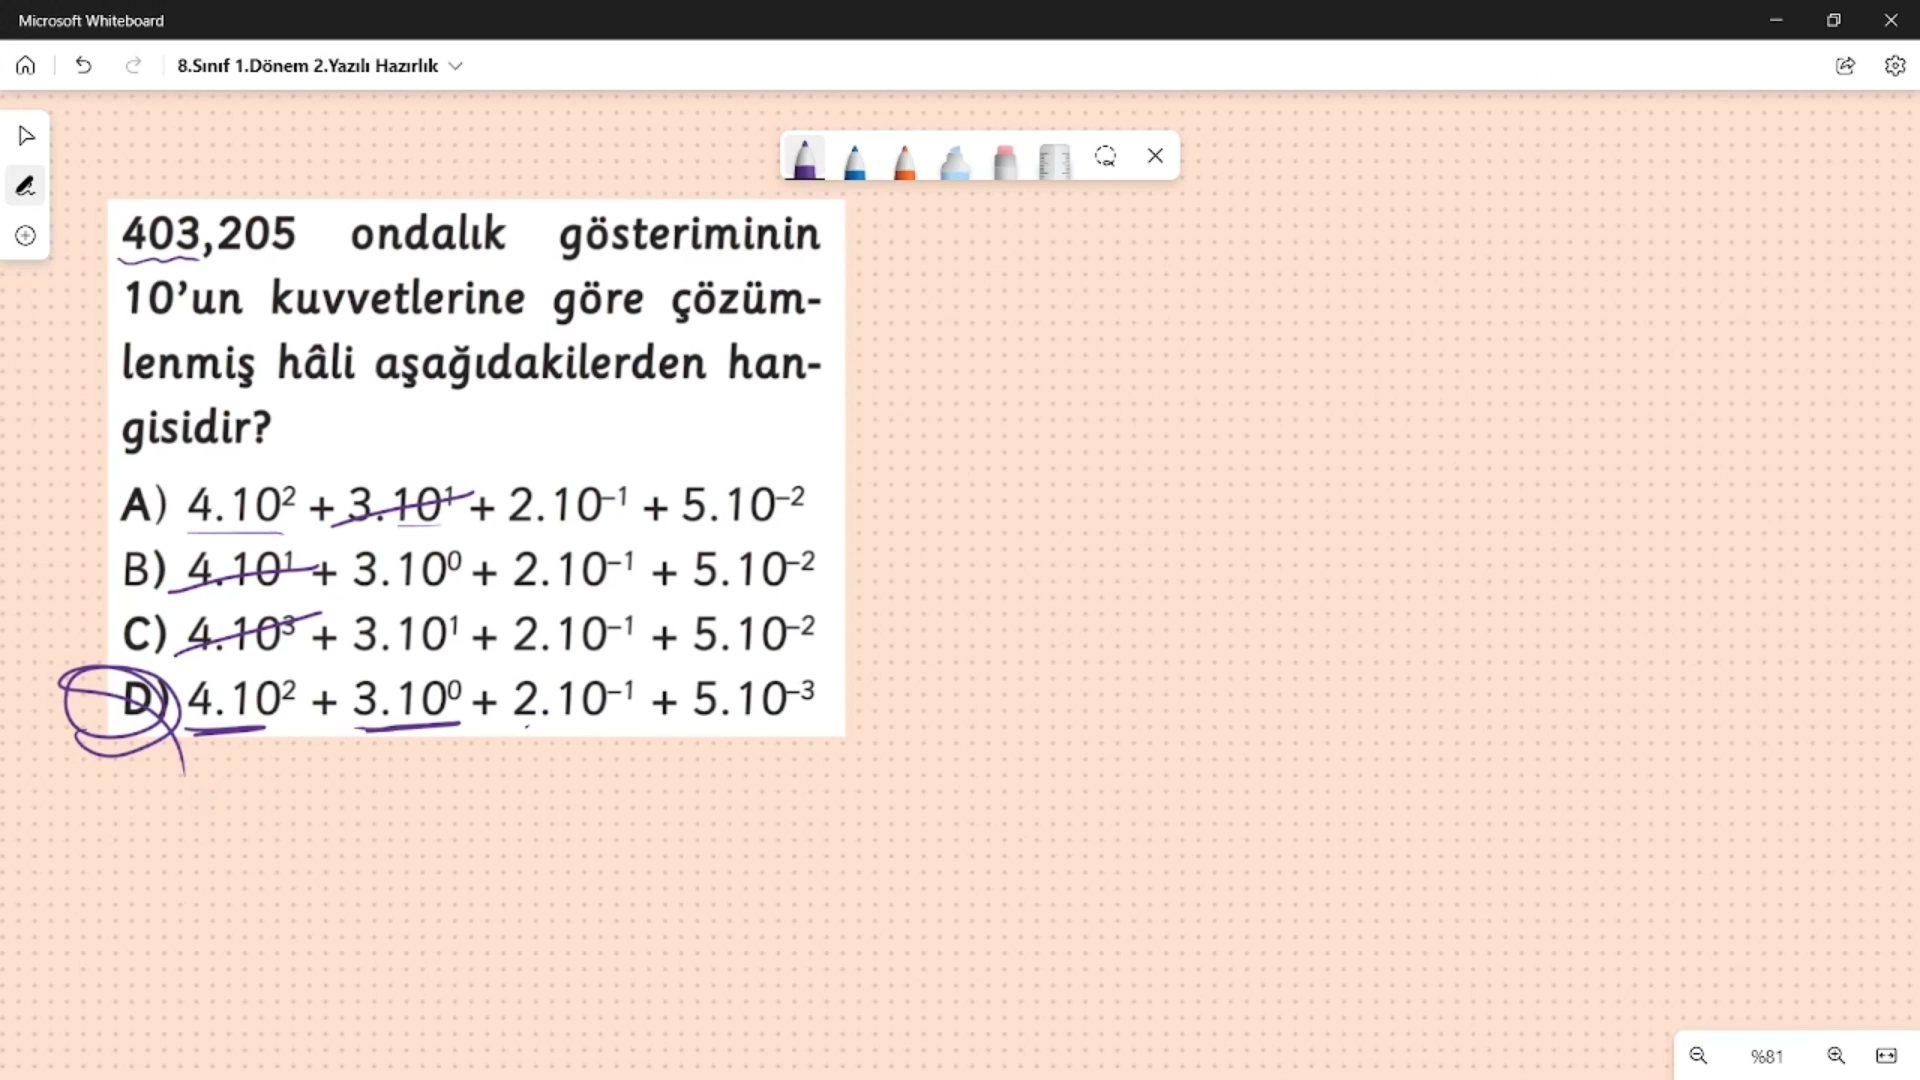 Microsoft Whiteboard
8.Sınıf 1.Dönem 2.Yazılı Hazırlık
403,205 ondalık gösteriminin
10’un kuvvetlerine göre çözüm-
lenmiş hâli aşağıdakilerden han-
gisidir?
A) 4.10² + 3.10¹ + 2.10⁻¹ + 5.10⁻²
B) 4.10¹ + 3.10⁰ + 2.10⁻¹ + 5.10⁻²
C) 4.10³ + 3.10¹ + 2.10⁻¹ + 5.10⁻²
D) 4.10² + 3.10⁰ + 2.10⁻¹ + 5.10⁻³
%81